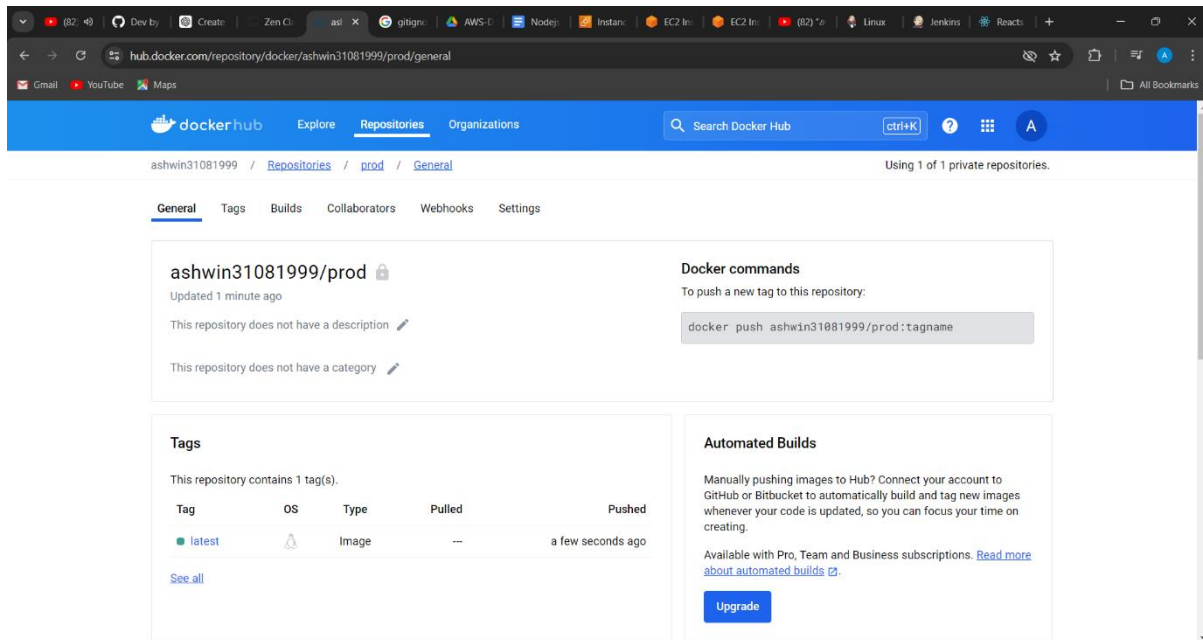 (82) Dev by Create Zen Cl asl gitigno AWS-D Nodejs Instanc EC2 Ins EC2 Ins (82) Linux Jenkins Reacts
hub.docker.com/repository/docker/ashwin31081999/prod/general
Gmail YouTube Maps All Bookmarks
dockerhub Explore Repositories Organizations Search Docker Hub ctrl+K ? A
ashwin31081999 / Repositories / prod / General Using 1 of 1 private repositories.
General Tags Builds Collaborators Webhooks Settings
ashwin31081999/prod
Updated 1 minute ago
This repository does not have a description
This repository does not have a category
Docker commands
To push a new tag to this repository:
docker push ashwin31081999/prod:tagname
Tags
This repository contains 1 tag(s).
Tag OS Type Pulled Pushed
latest Image --- a few seconds ago
See all
Automated Builds
Manually pushing images to Hub? Connect your account to
GitHub or Bitbucket to automatically build and tag new images
whenever your code is updated, so you can focus your time on
creating.
Available with Pro, Team and Business subscriptions. Read more
about automated builds.
Upgrade